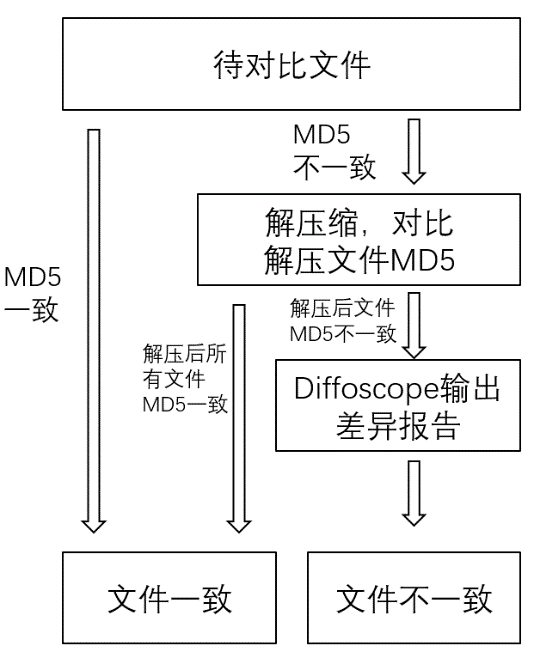 待对比文件
MD5
不一致
解压缩，对比
解压文件MD5
MD5
一致
解压后文件
MD5不一致
解压后所
有文件
MD5一致
Diffoscope输出
差异报告
文件一致
文件不一致